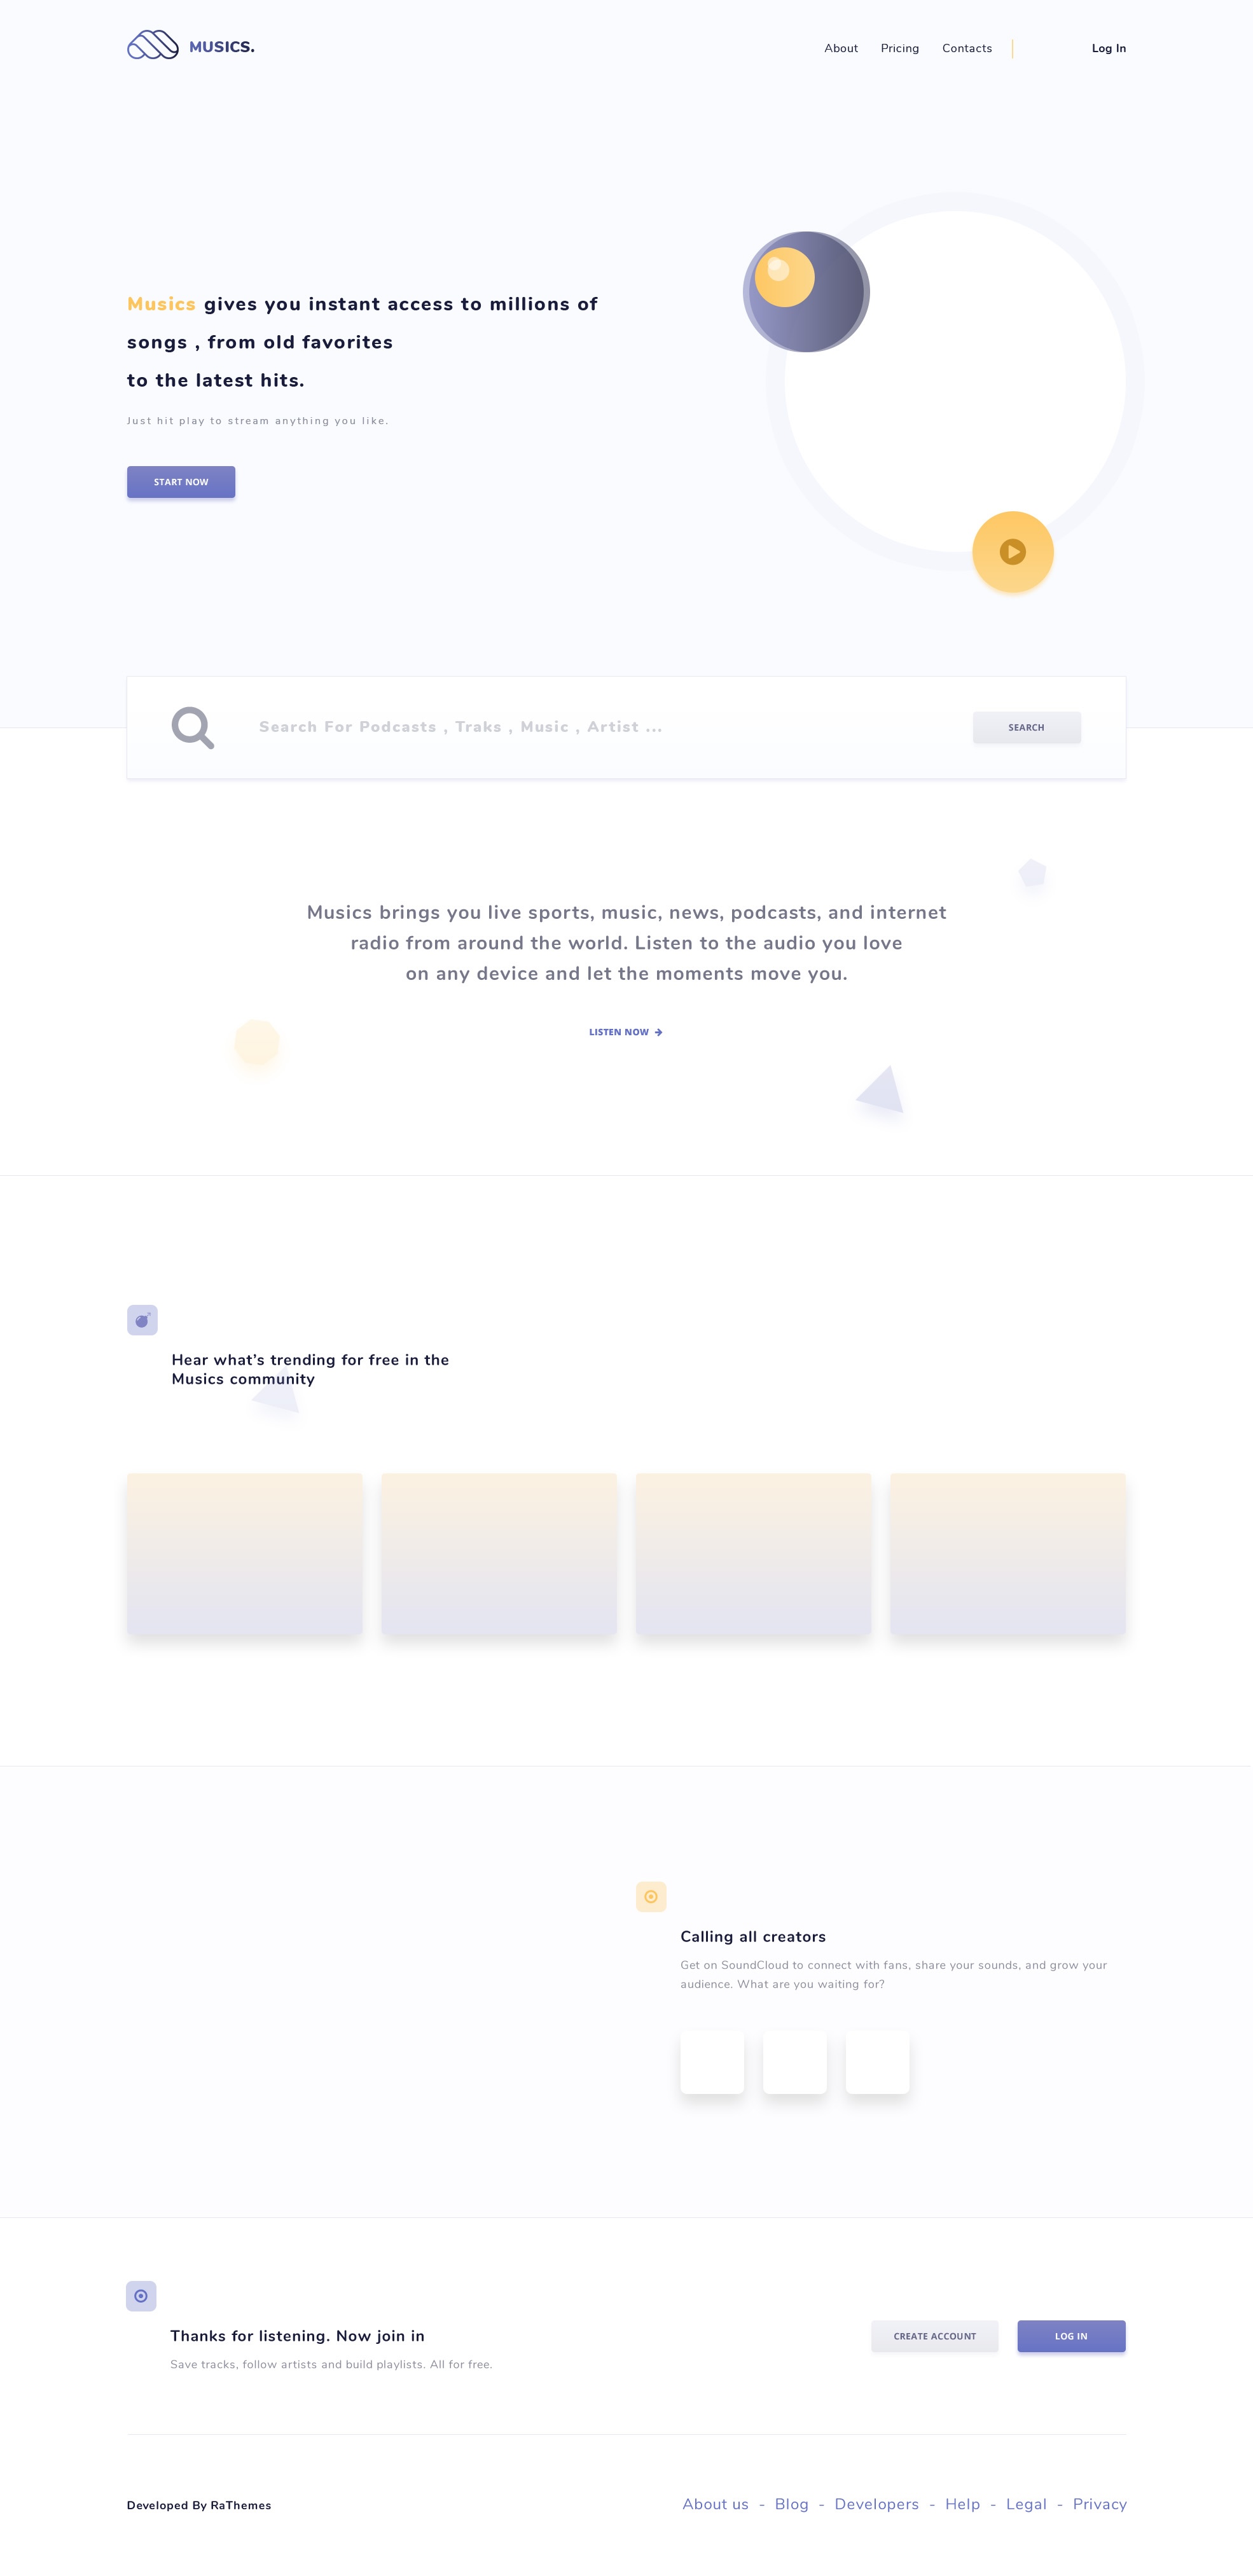 MUSICS.
About Pricing Contacts Log In
Musics gives you instant access to millions of
songs , from old favorites
to the latest hits.
Just hit play to stream anything you like.
START NOW
Search For Podcasts , Traks , Music , Artist ...
SEARCH
Musics brings you live sports, music, news, podcasts, and internet
radio from around the world. Listen to the audio you love
on any device and let the moments move you.
LISTEN NOW
Hear what’s trending for free in the
Musics community
Calling all creators
Get on SoundCloud to connect with fans, share your sounds, and grow your
audience. What are you waiting for?
Thanks for listening. Now join in
Save tracks, follow artists and build playlists. All for free.
CREATE ACCOUNT
LOG IN
Developed By RaThemes
About us - Blog - Developers - Help - Legal - Privacy